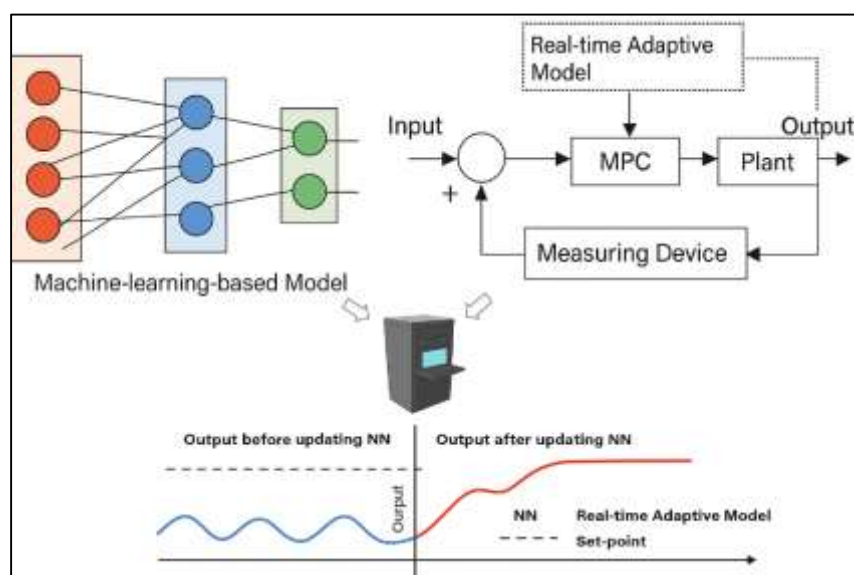 Real-time Adaptive
Model
Input
Output
MPC
Plant
+
Measuring Device
Machine-learning-based Model
Output before updating NN
Output after updating NN
Ourput
NN Real-time Adaptive Model
Set-point